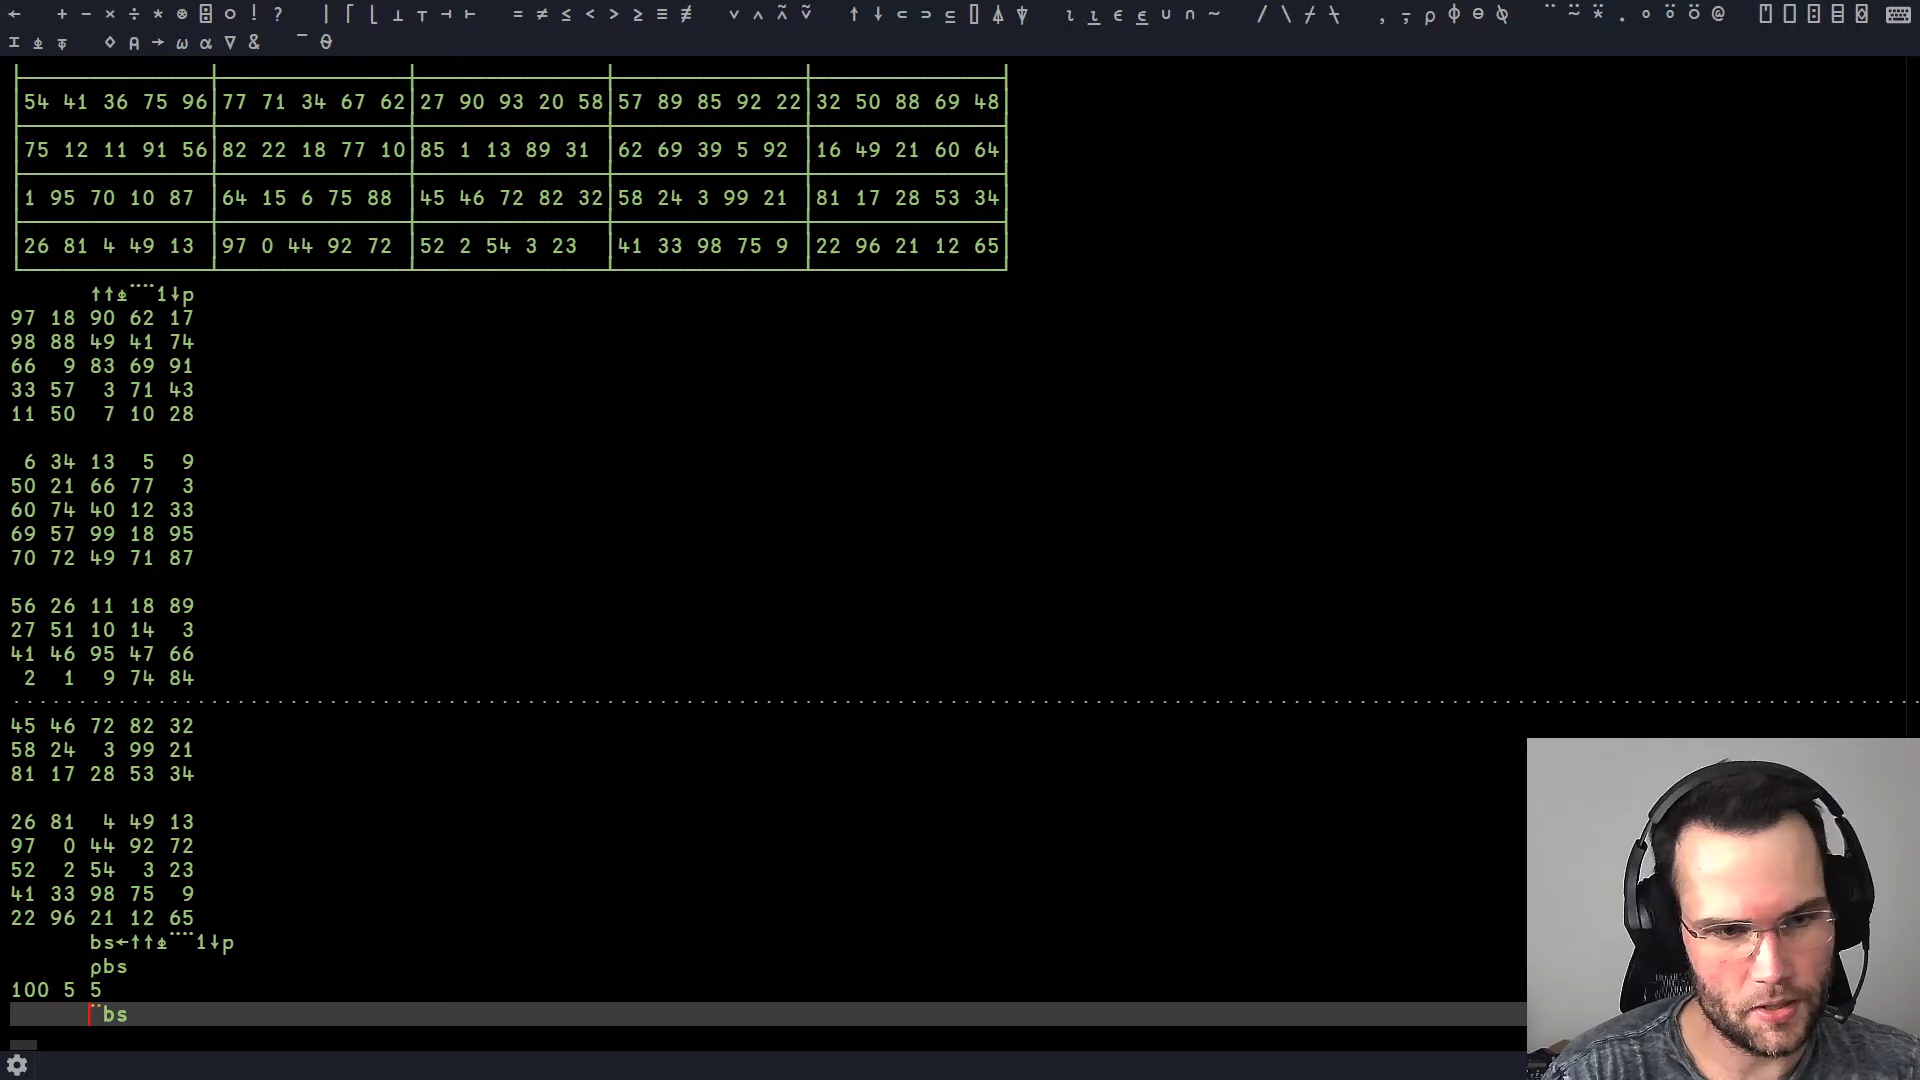 ← + − × ÷ * ⍟ ⌹ ○ ! ? | ⌈ ⌊ ⊥ ⊤ ⊣ ⊢ = ≠ ≤ < > ≥ ≡ ≢ ∨ ∧ ⍲ ⍱ ↑ ↓ ⊂ ⊃ ⊆ ⌷ ⍋ ⍒ ⍳ ⍸ ∊ ⍷ ∪ ∩ ~ / \ ⌿ ⍀ , ⍪ ⍴ ⌽ ⊖ ⍉ ¨ ⍨ ⍣ . ∘ ⍤ ⍥ @ ⍞ ⎕ ⍠ ⌸ ⌺
⌶ ⍎ ⍕ ⋄ ⍝ → ⍵ ⍺ ∇ & ¯ ⍬
54 41 36 75 96 77 71 34 67 62 27 90 93 20 58 57 89 85 92 22 32 50 88 69 48
75 12 11 91 56 82 22 18 77 10 85 1 13 89 31 62 69 39 5 92 16 49 21 60 64
1 95 70 10 87 64 15 6 75 88 45 46 72 82 32 58 24 3 99 21 81 17 28 53 34
26 81 4 49 13 97 0 44 92 72 52 2 54 3 23 41 33 98 75 9 22 96 21 12 65
↑↑⍎¨¨1↓p
97 18 90 62 17
98 88 49 41 74
66 9 83 69 91
33 57 3 71 43
11 50 7 10 28
6 34 13 5 9
50 21 66 77 3
60 74 40 12 33
69 57 99 18 95
70 72 49 71 87
56 26 11 18 89
27 51 10 14 3
41 46 95 47 66
2 1 9 74 84
45 46 72 82 32
58 24 3 99 21
81 17 28 53 34
26 81 4 49 13
97 0 44 92 72
52 2 54 3 23
41 33 98 75 9
22 96 21 12 65
bs←↑↑⍎¨¨1↓p
⍴bs
100 5 5
¨bs